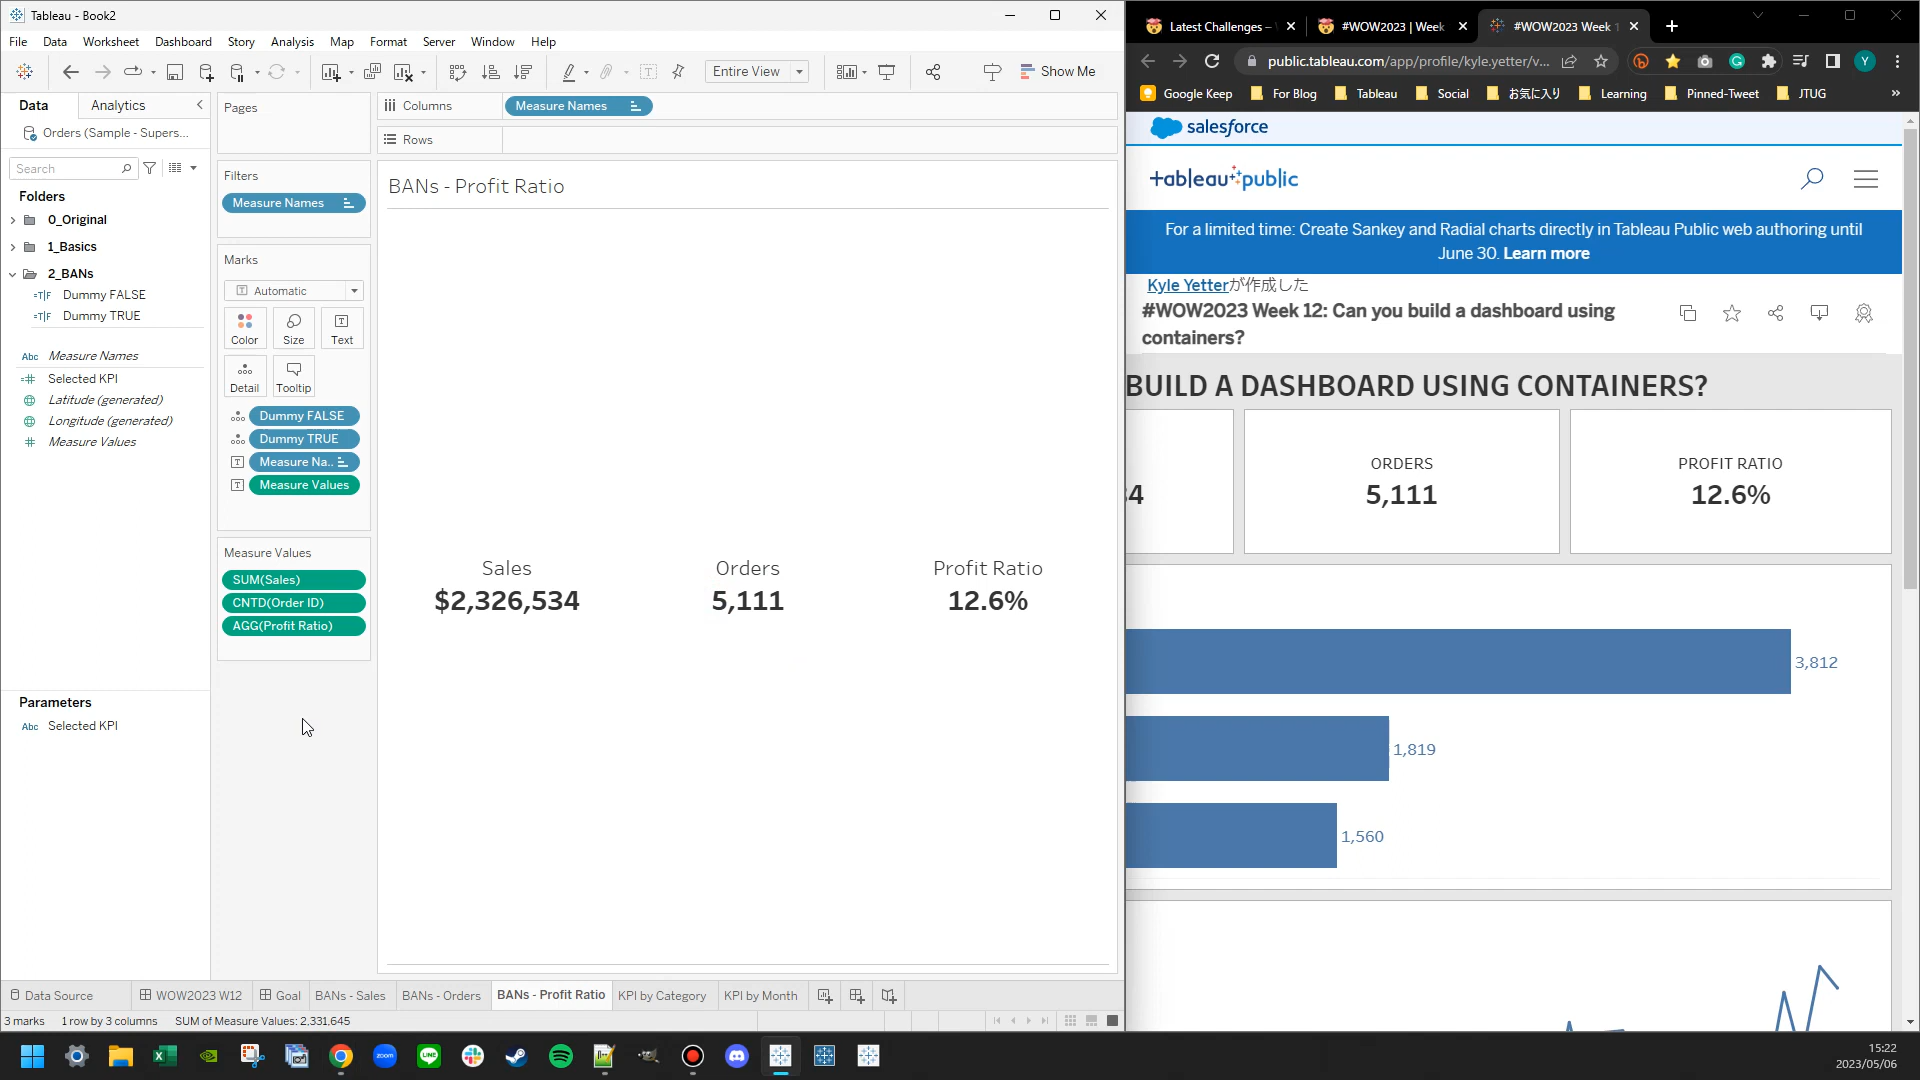 Tableau - Book2
File Data Worksheet Dashboard Story Analysis Map Format Server Window Help
Entire View
Show Me
Data
Analytics
Orders (Sample - Supers...
Search
Folders
0_Original
1_Basics
2_BANs
=T|F Dummy FALSE
=T|F Dummy TRUE
Abc Measure Names
Selected KPI
Latitude (generated)
Longitude (generated)
Measure Values
Parameters
Abc Selected KPI
Pages
Filters
Measure Names
Marks
Automatic
Color
Size
Text
Detail
Tooltip
Dummy FALSE
Dummy TRUE
Measure Na..
Measure Values
Measure Values
SUM(Sales)
CNTD(Order ID)
AGG(Profit Ratio)
Columns
Measure Names
Rows
BANs - Profit Ratio
Sales
$2,326,534
Orders
5,111
Profit Ratio
12.6%
Data Source
WOW2023 W12
Goal
BANs - Sales
BANs - Orders
BANs - Profit Ratio
KPI by Category
KPI by Month
3 marks
1 row by 3 columns
SUM of Measure Values: 2,331,645
Latest Challenges –
#WOW2023 | Week
#WOW2023 Week 1
public.tableau.com/app/profile/kyle.yetter/v...
Y
Google Keep
For Blog
Tableau
Social
お気に入り
Learning
Pinned-Tweet
JTUG
»
salesforce
+ableau+public
For a limited time: Create Sankey and Radial charts directly in Tableau Public web authoring until
June 30. Learn more
Kyle Yetterが作成した
#WOW2023 Week 12: Can you build a dashboard using
containers?
BUILD A DASHBOARD USING CONTAINERS?
34
ORDERS
5,111
PROFIT RATIO
12.6%
3,812
1,819
1,560
zoom
LINE
15:22
2023/05/06